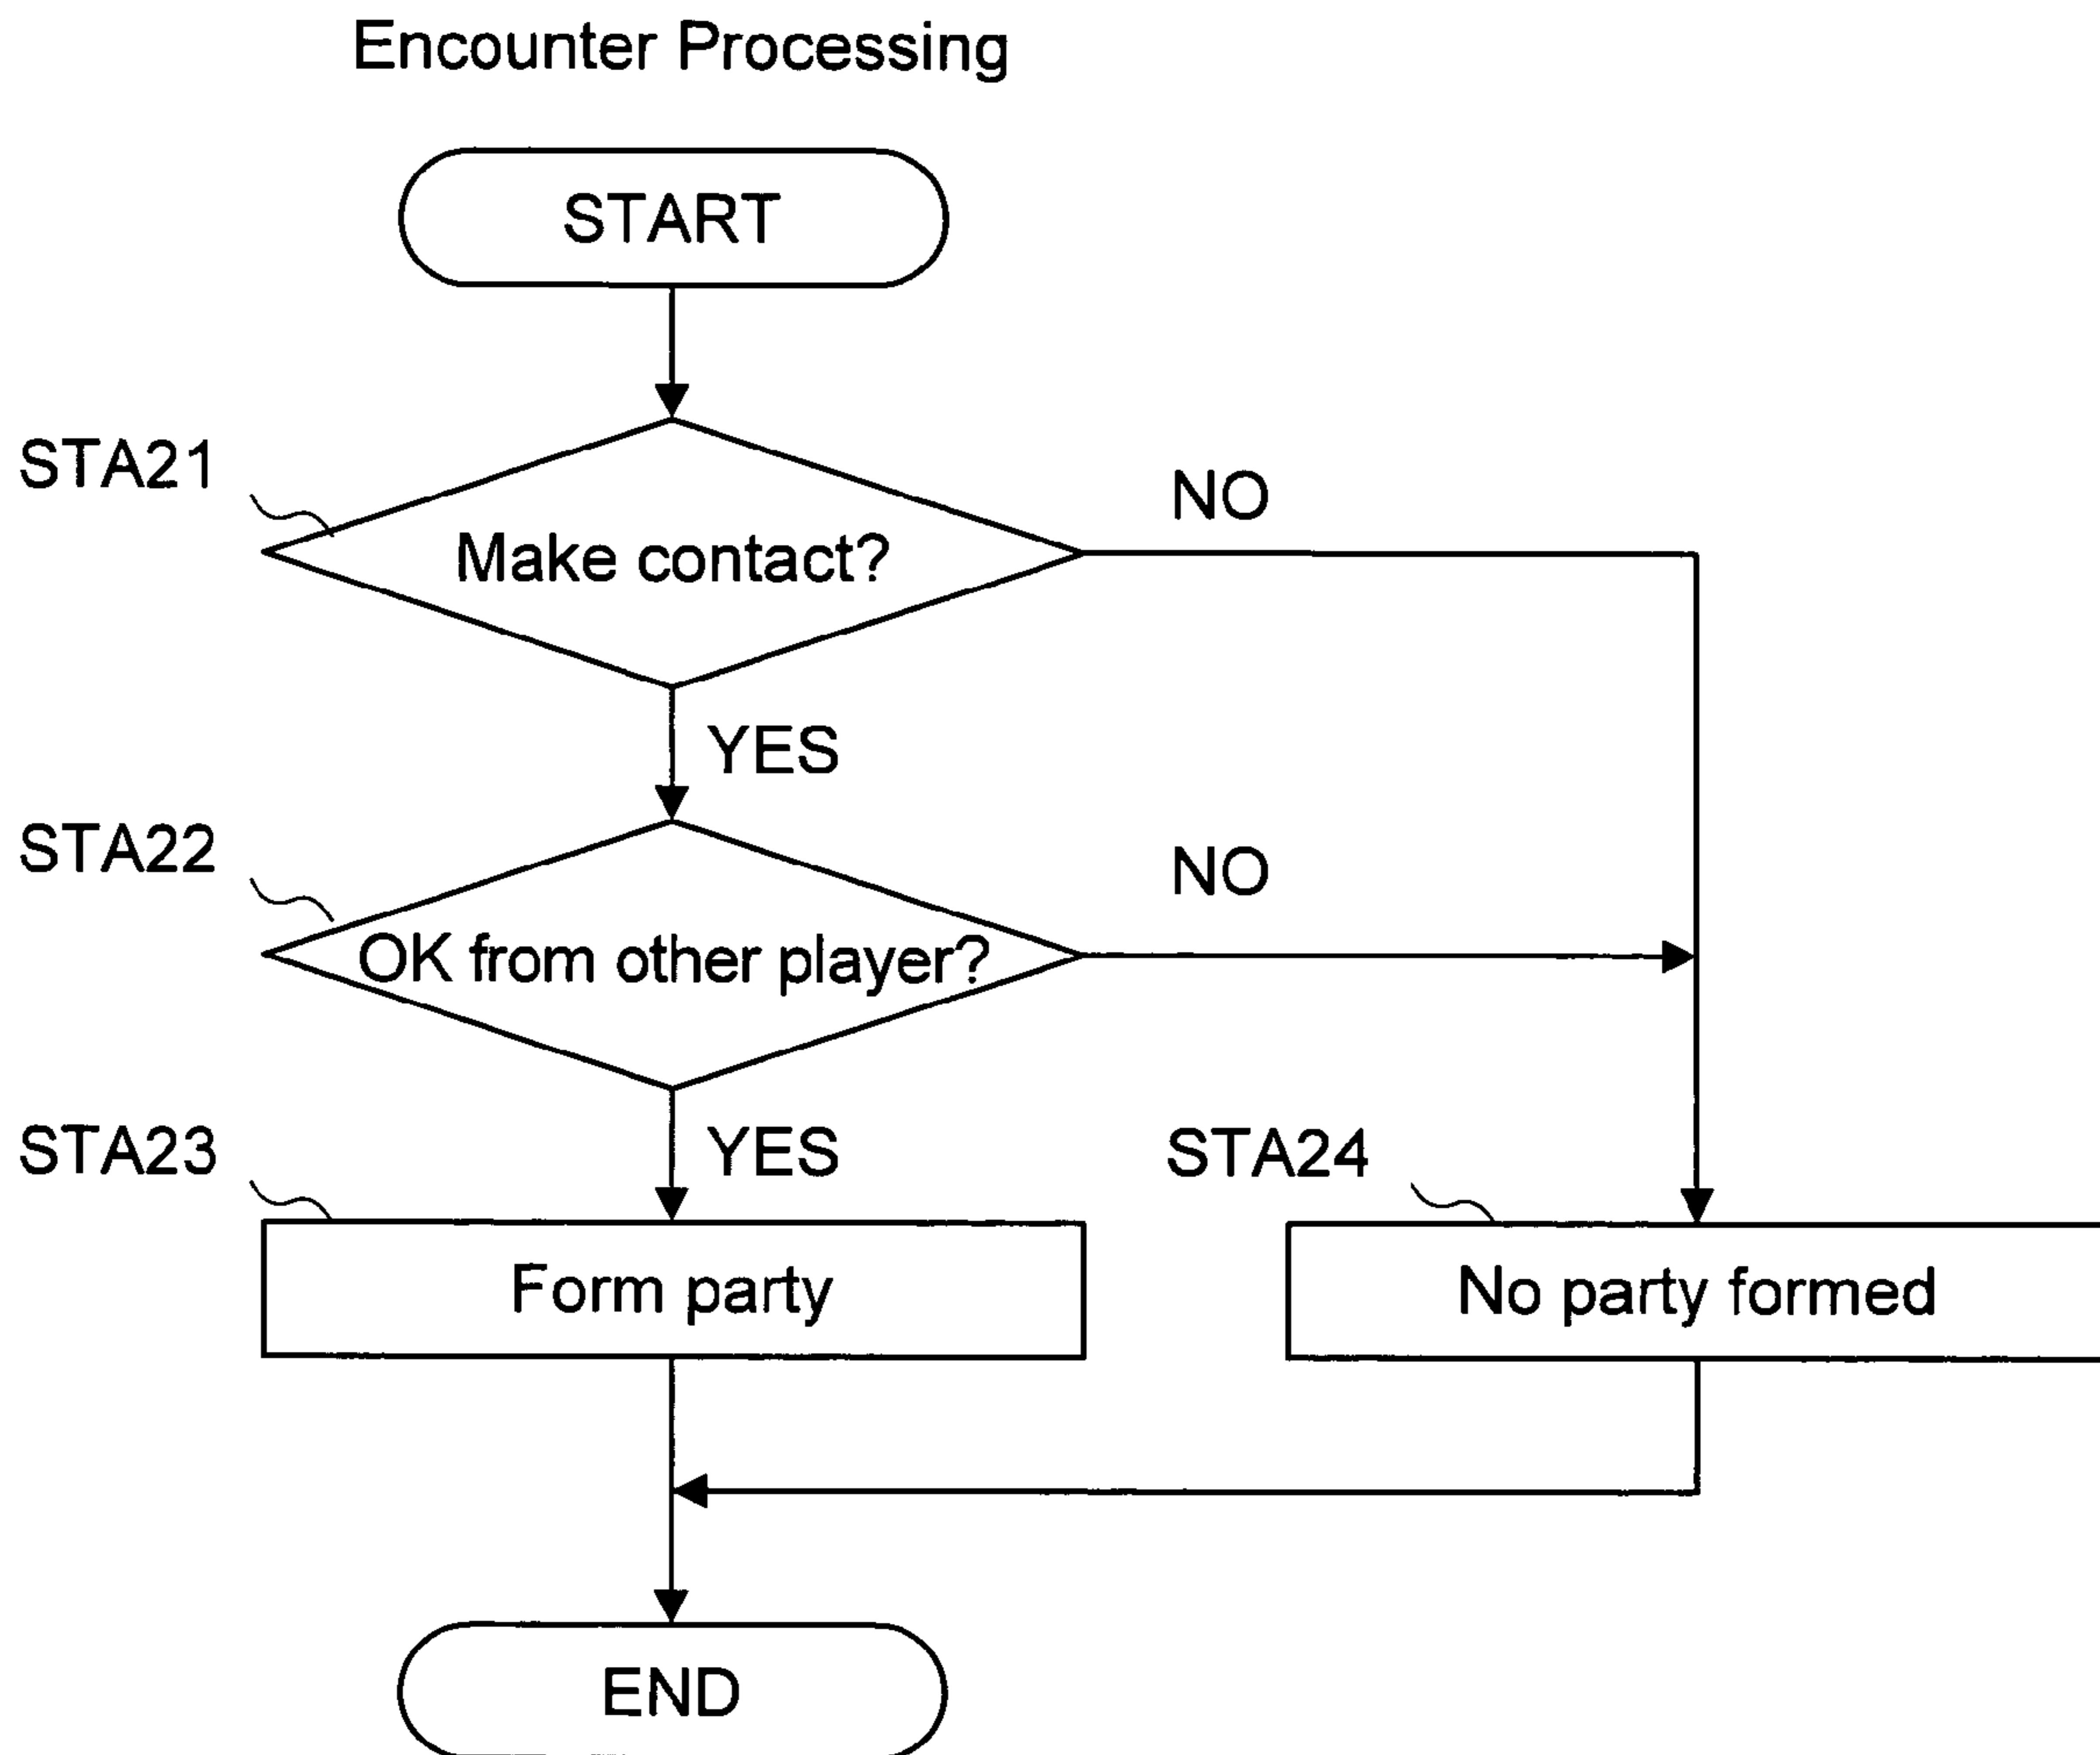 Encounter Processing
START
STA21
Make contact?
NO
YES
STA22
OK from other player?
NO
YES
STA23
Form party
STA24
No party formed
END